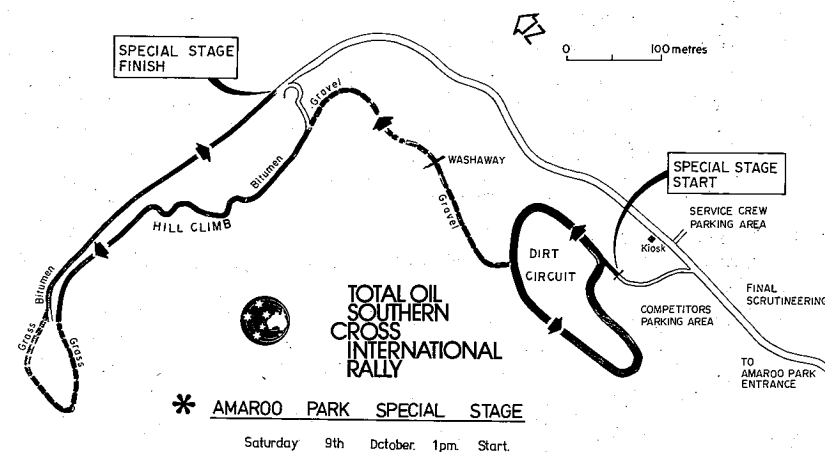 N
0 100 metres
SPECIAL STAGE
FINISH
Gravel
Bitumen
WASHAWAY
Gravel
SPECIAL STAGE
START
SERVICE CREW
PARKING AREA
Kiosk
HILL CLIMB
DIRT
CIRCUIT
Bitumen
Grass
Grass
FINAL
SCRUTINEERING
COMPETITORS
PARKING AREA
TO
AMAROO PARK
ENTRANCE
TOTAL OIL
SOUTHERN
CROSS
INTERNATIONAL
RALLY
* AMAROO PARK SPECIAL STAGE
Saturday 9th October. 1pm. Start.